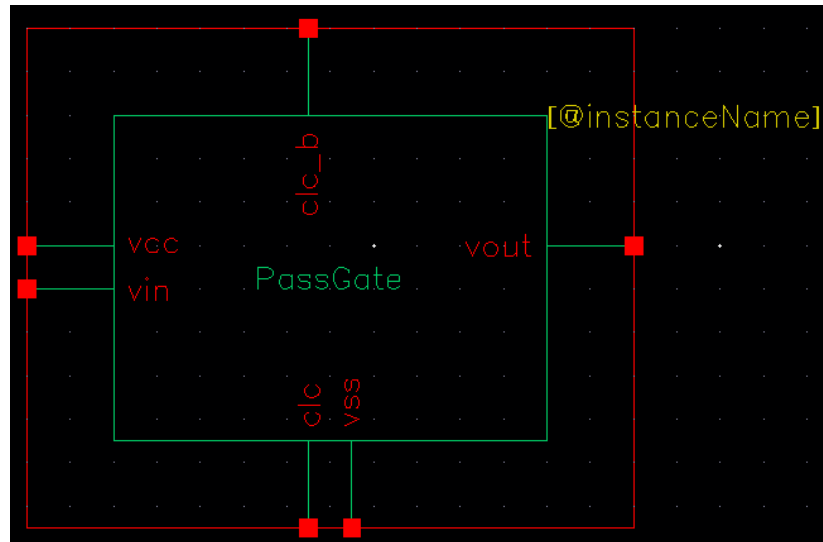 [@instanceName]
clc_b
vcc
vout
PassGate
vin
clc
vss